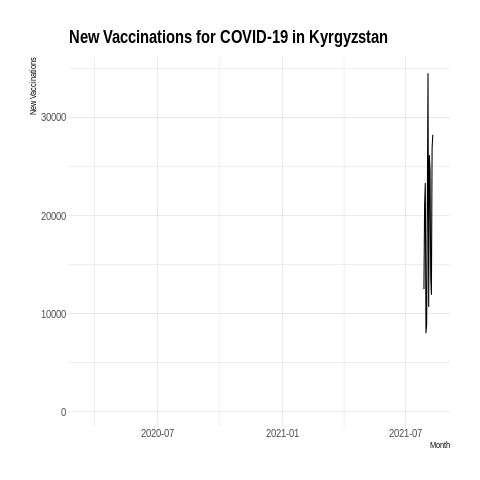 New Vaccinations for COVID-19 in Kyrgyzstan
New Vaccinations
30000
20000
10000
0
2020-07 2021-01 2021-07
Month